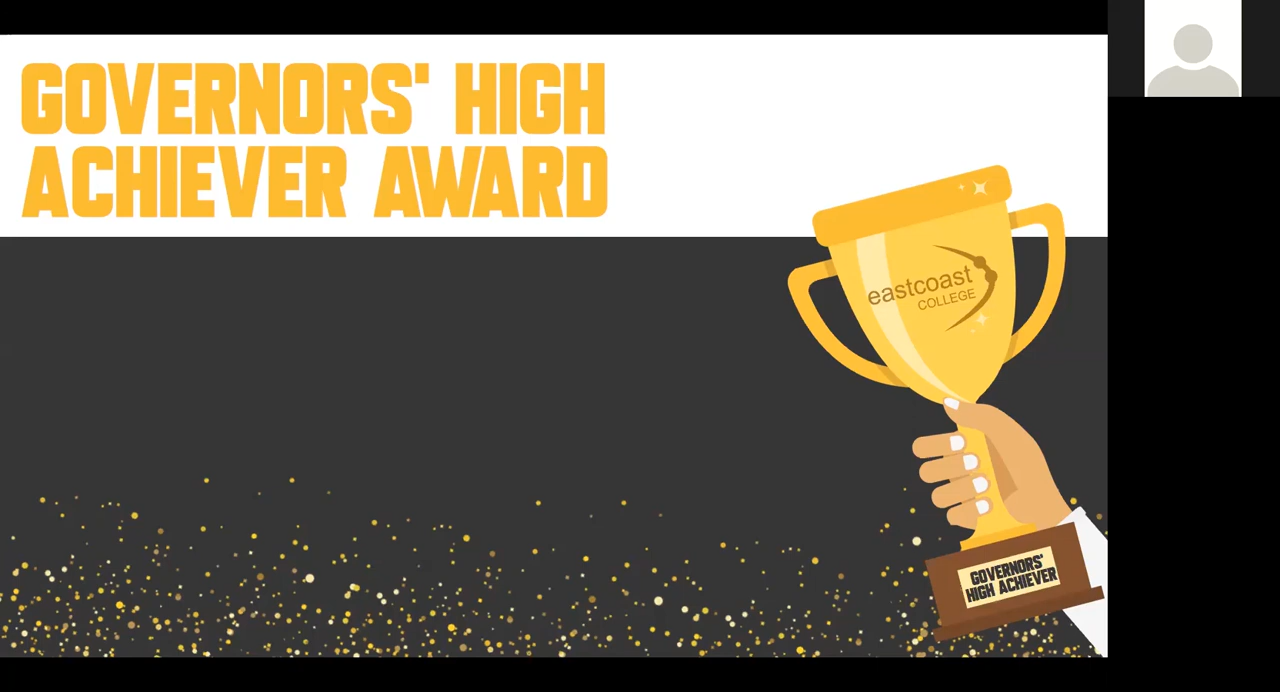 GOVERNORS' HIGH
ACHIEVER AWARD
eastcoast
COLLEGE
GOVERNORS'
HIGH ACHIEVER